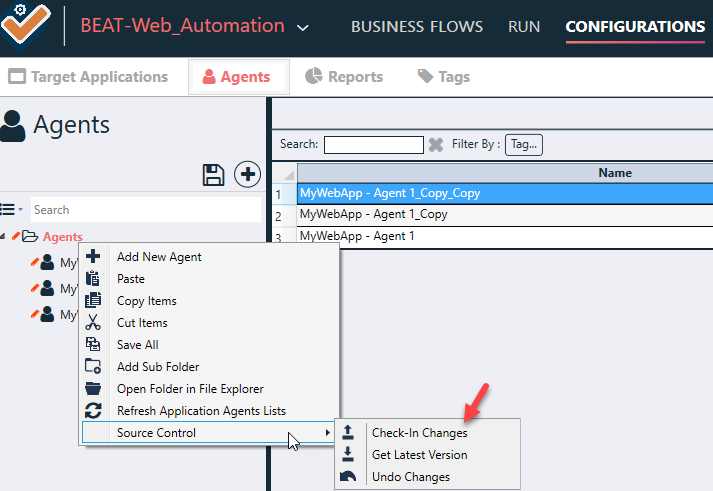 BEAT-Web_Automation
BUSINESS FLOWS
RUN
CONFIGURATIONS
Target Applications
Agents
Reports
Tags
Agents
Search
Agents
MyW
MyW
MyW
Search:
Filter By :
Tag...
Name
1 MyWebApp - Agent 1_Copy_Copy
2 MyWebApp - Agent 1_Copy
3 MyWebApp - Agent 1
Add New Agent
Paste
Copy Items
Cut Items
Save All
Add Sub Folder
Open Folder in File Explorer
Refresh Application Agents Lists
Source Control
Check-In Changes
Get Latest Version
Undo Changes